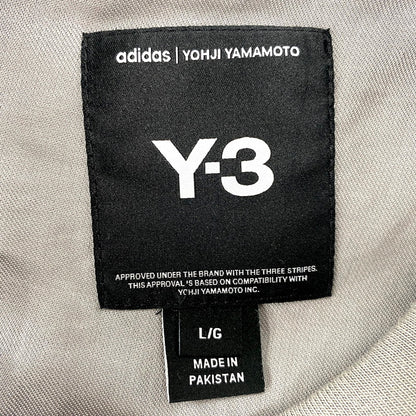 adidas | YOHJI YAMAMOTO
Y-3
APPROVED UNDER THE BRAND WITH THE THREE STRIPES.
THIS APPROVAL'S BASED ON COMPATIBILITY WITH
YOHJI YAMAMOTO INC.
L/G
MADE IN
PAKISTAN